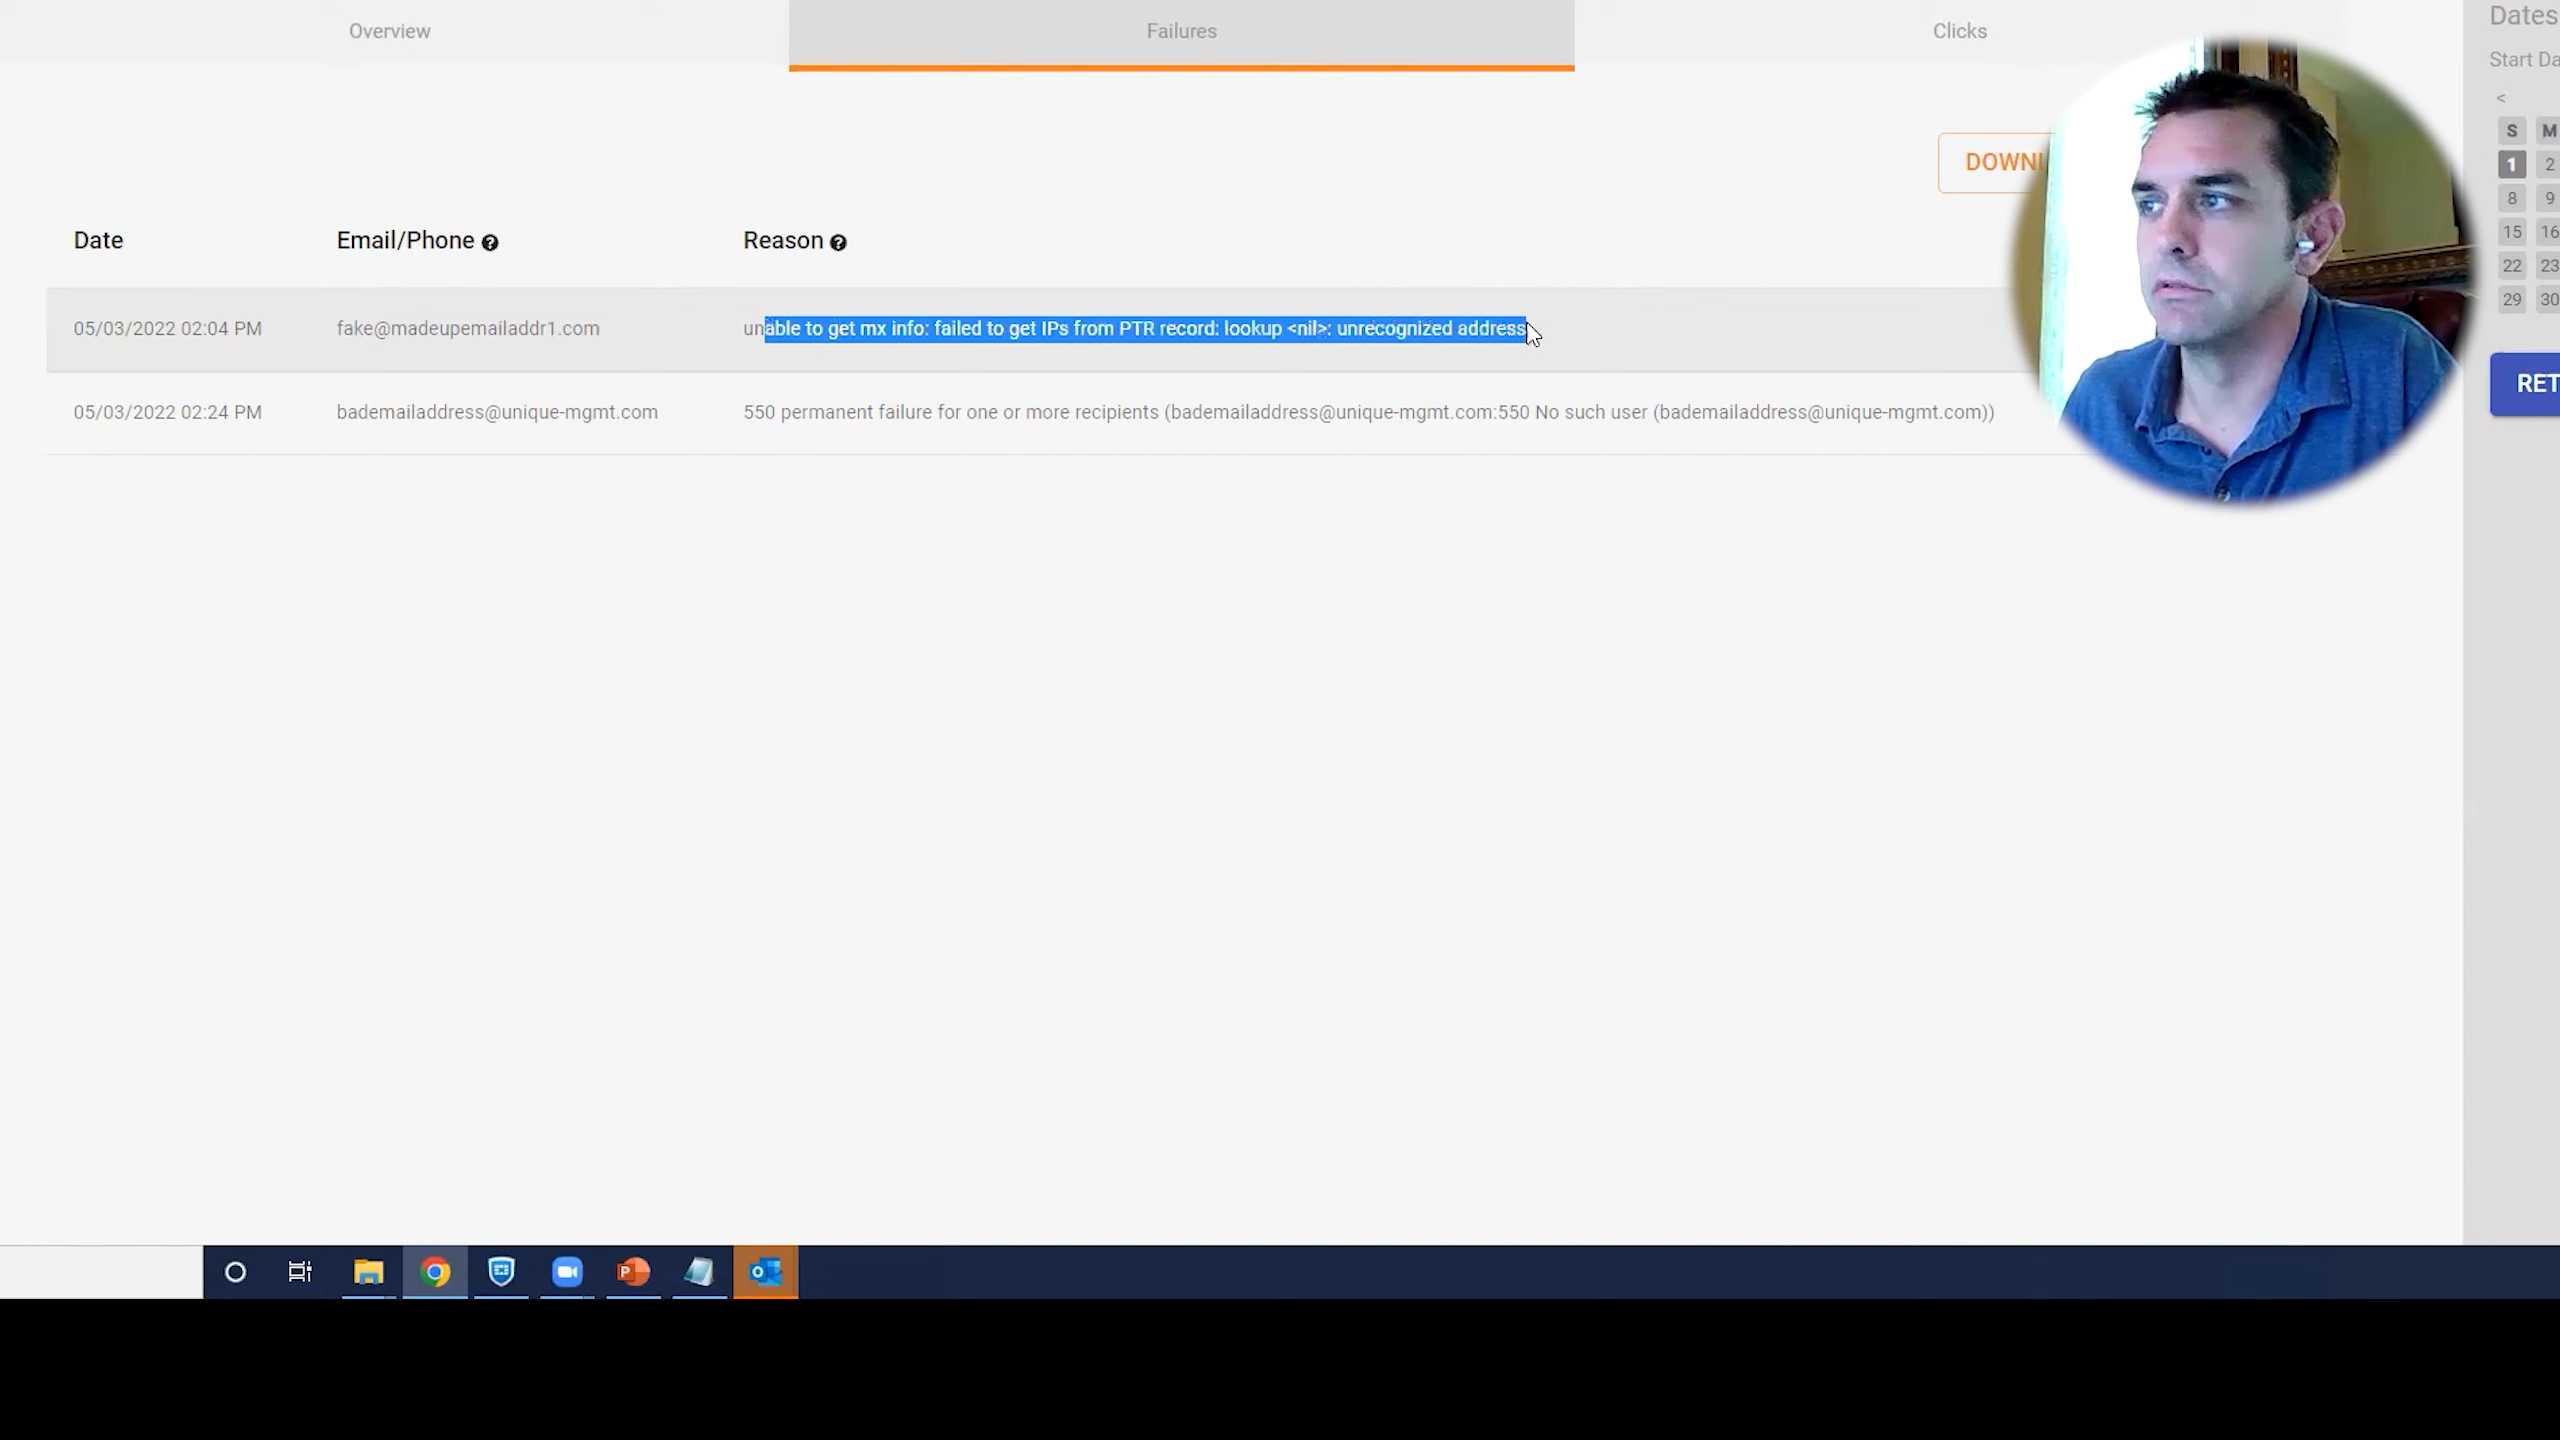 Overview Failures Clicks
Dates
Start Da
<
DOWNL
S M
1 2
8 9
15 16
22 23
29 30
RET
Date Email/Phone Reason
05/03/2022 02:04 PM fake@madeupemailaddr1.com unable to get mx info: failed to get IPs from PTR record: lookup <nil>: unrecognized address
05/03/2022 02:24 PM bademailaddress@unique-mgmt.com 550 permanent failure for one or more recipients (bademailaddress@unique-mgmt.com:550 No such user (bademailaddress@unique-mgmt.com))